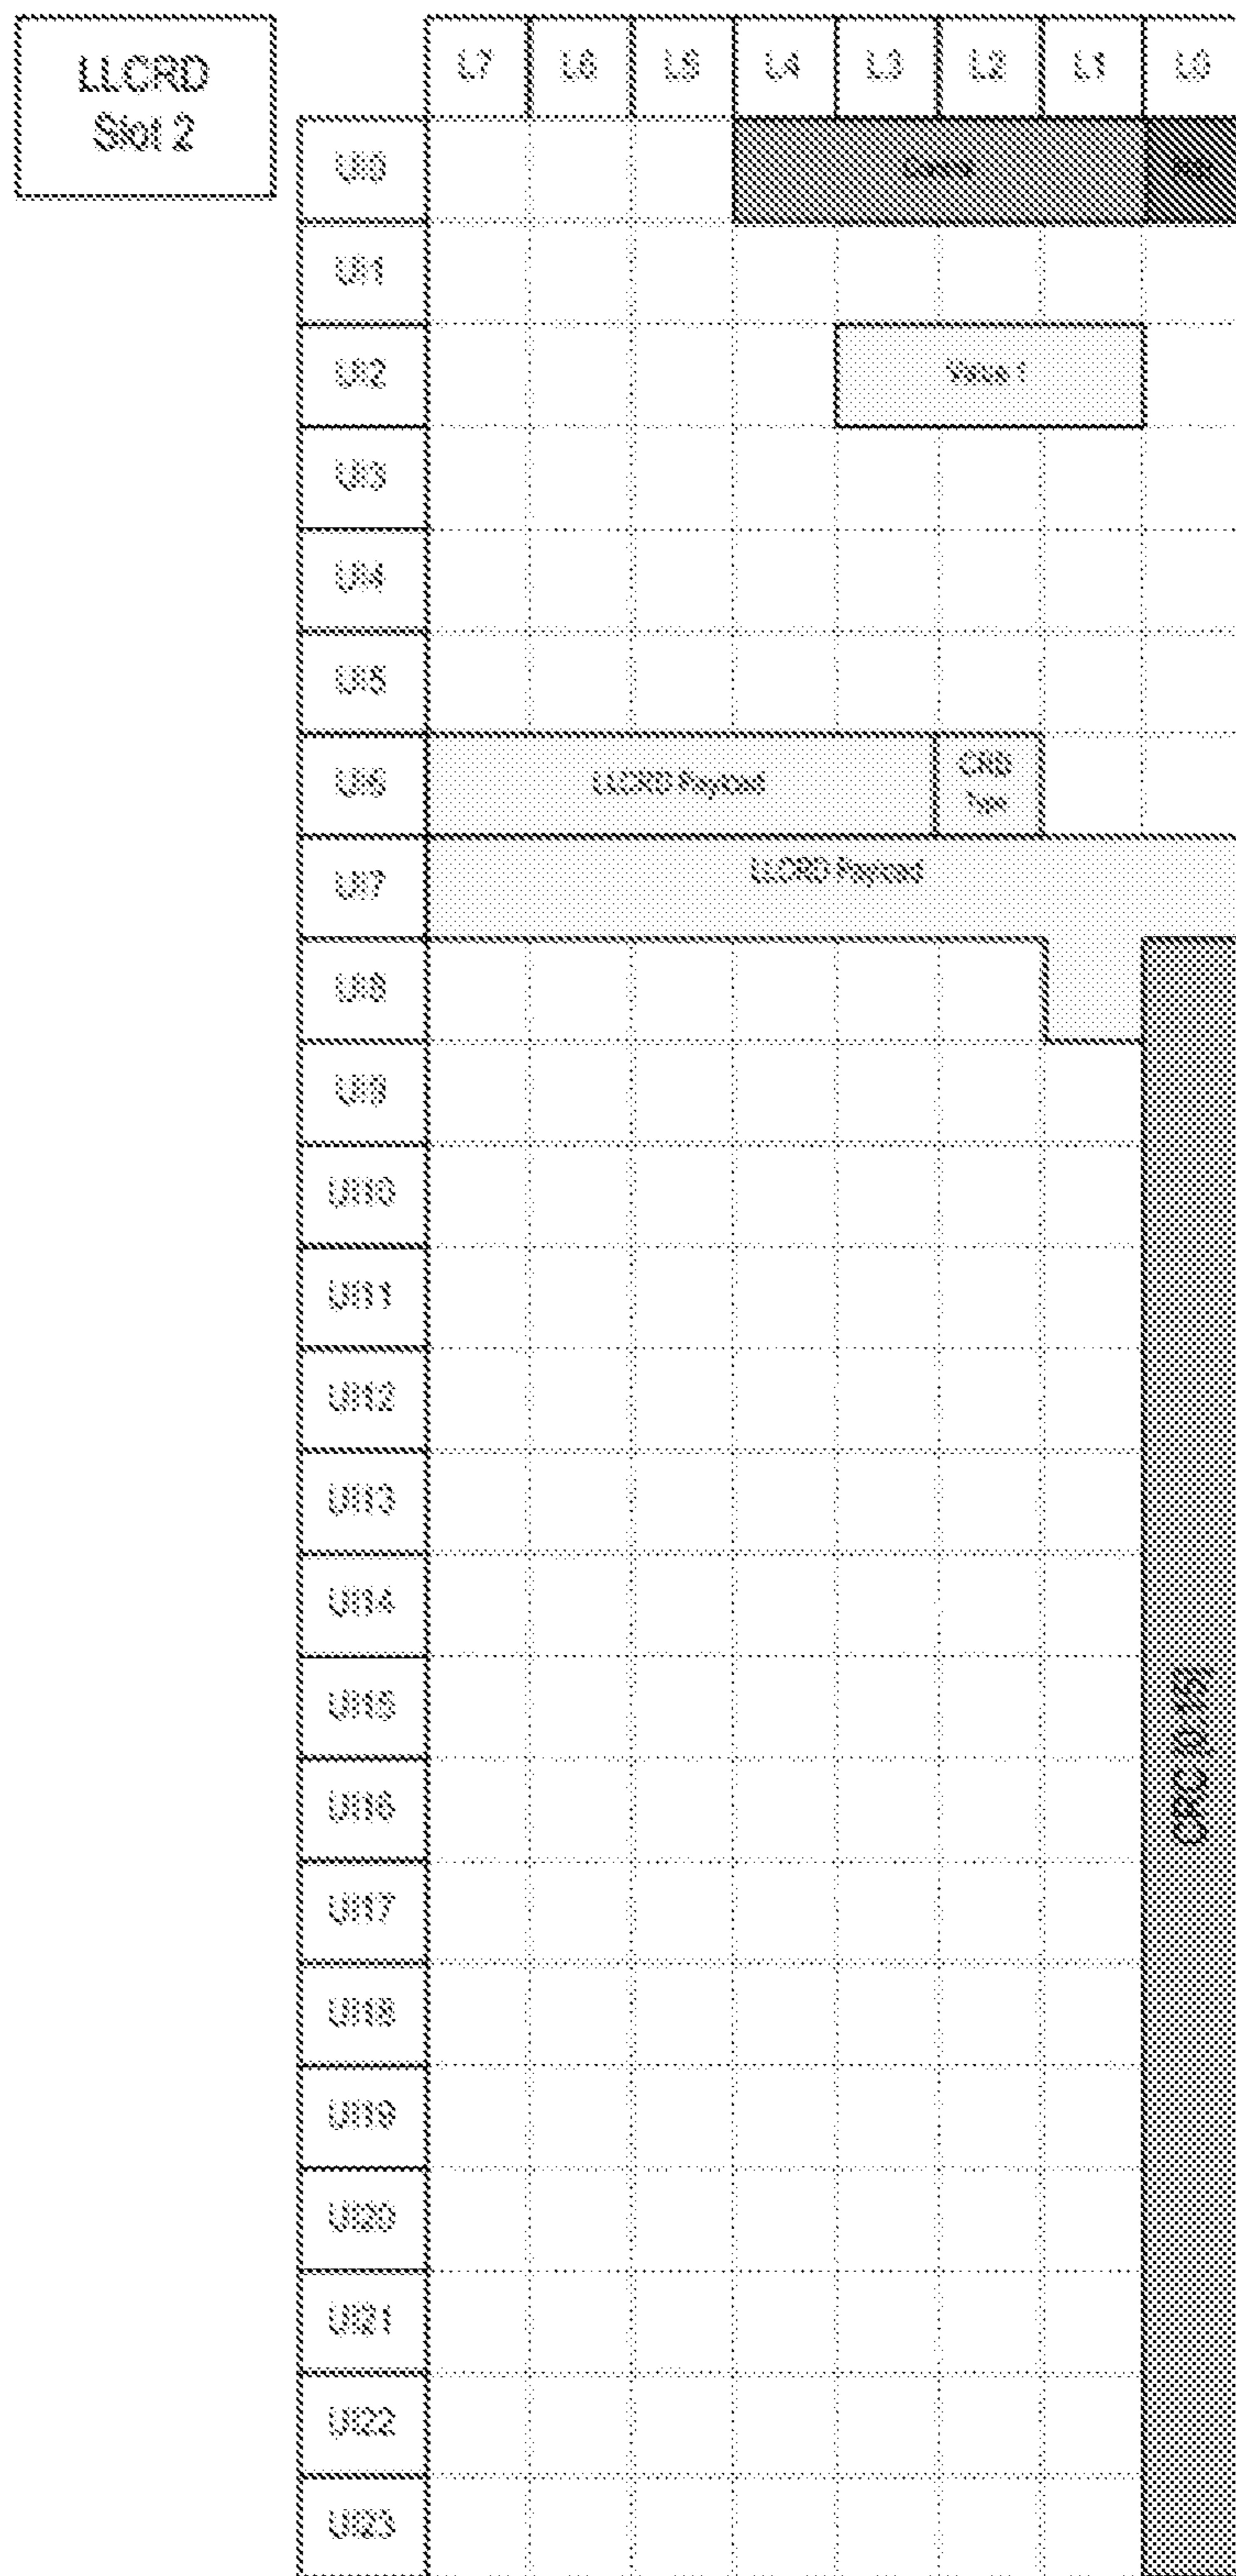 LLCRD
Slot 2
L7 L6 L5 L4 L3 L2 L1 L0
UI0
UI1
UI2 Value 1
UI3
UI4
UI5
UI6 LLCRD Payload CRD
UI7 LLCRD Payload
UI8
UI9
UI10
UI11
UI12
UI13
UI14
UI15
UI16
UI17
UI18
UI19
UI20
UI21
UI22
UI23